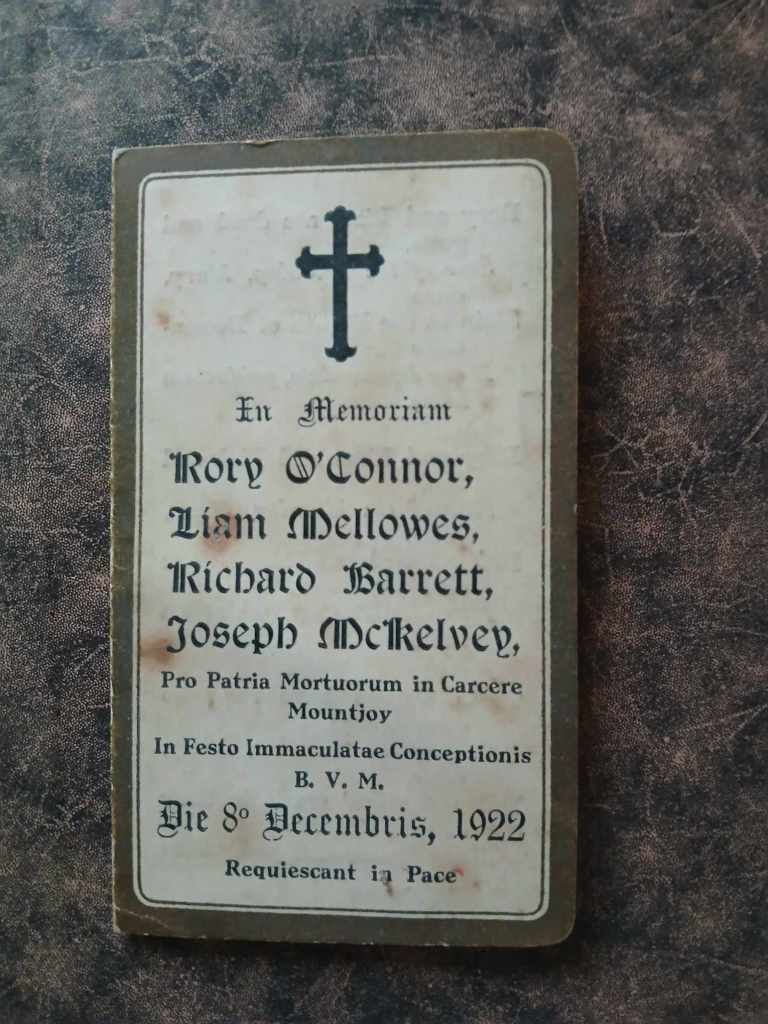 In Memoriam
Rory O'Connor,
Liam Mellowes,
Richard Barrett,
Joseph McKelvey,
Pro Patria Mortuorum in Carcere
Mountjoy
In Festo Immaculatae Conceptionis
B. V. M.
Die 8º Decembris, 1922
Requiescant in Pace